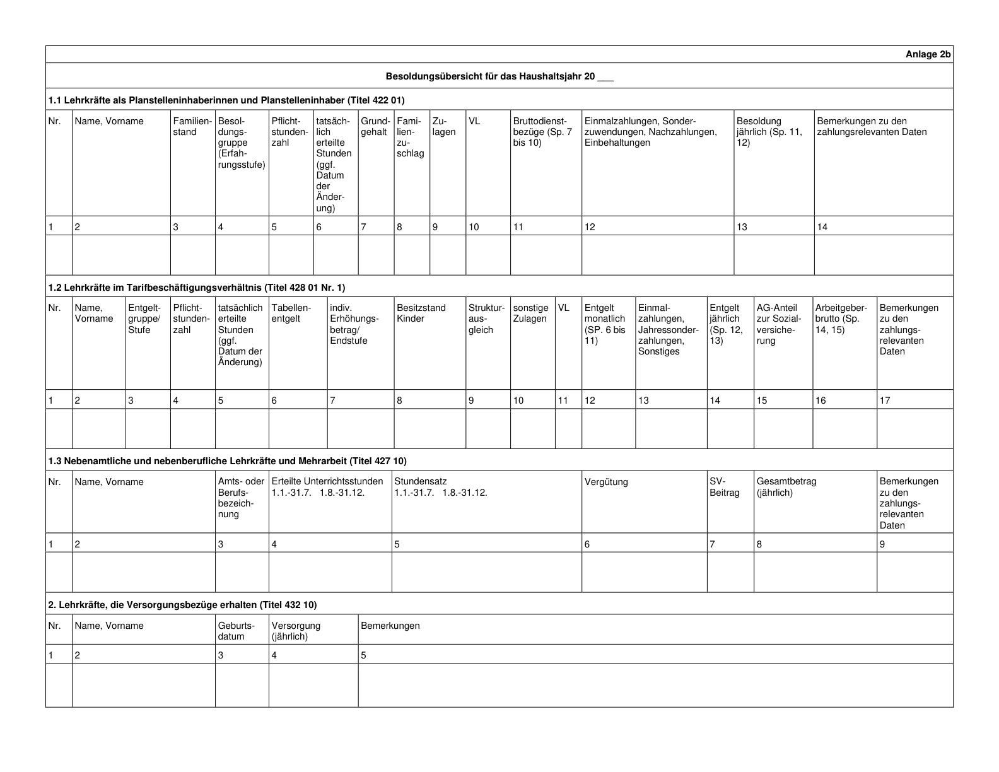 Anlage 2b
Besoldungsübersicht für das Haushaltsjahr 20 ___
1.1 Lehrkräfte als Planstelleninhaberinnen und Planstelleninhaber (Titel 422 01)
Nr.
Name, Vorname
Familien-
stand
Besol-
dungs-
gruppe
(Erfah-
rungsstufe)
Pflicht-
stunden-
zahl
tatsäch-
lich
erteilte
Stunden
(ggf.
Datum
der
Änder-
ung)
Grund-
gehalt
Fami-
lien-
zu-
schlag
Zu-
lagen
VL
Bruttodienst-
bezüge (Sp. 7
bis 10)
Einmalzahlungen, Sonder-
zuwendungen, Nachzahlungen,
Einbehaltungen
Besoldung
jährlich (Sp. 11,
12)
Bemerkungen zu den
zahlungsrelevanten Daten
1 2 3 4 5 6 7 8 9 10 11 12 13 14
1.2 Lehrkräfte im Tarifbeschäftigungsverhältnis (Titel 428 01 Nr. 1)
Nr.
Name,
Vorname
Entgelt-
gruppe/
Stufe
Pflicht-
stunden-
zahl
tatsächlich
erteilte
Stunden
(ggf.
Datum der
Änderung)
Tabellen-
entgelt
indiv.
Erhöhungs-
betrag/
Endstufe
Besitzstand
Kinder
Struktur-
aus-
gleich
sonstige
Zulagen
VL
Entgelt
monatlich
(SP. 6 bis
11)
Einmal-
zahlungen,
Jahressonder-
zahlungen,
Sonstiges
Entgelt
jährlich
(Sp. 12,
13)
AG-Anteil
zur Sozial-
versiche-
rung
Arbeitgeber-
brutto (Sp.
14, 15)
Bemerkungen
zu den
zahlungs-
relevanten
Daten
1 2 3 4 5 6 7 8 9 10 11 12 13 14 15 16 17
1.3 Nebenamtliche und nebenberufliche Lehrkräfte und Mehrarbeit (Titel 427 10)
Nr.
Name, Vorname
Amts- oder
Berufs-
bezeich-
nung
Erteilte Unterrichtsstunden
1.1.-31.7. 1.8.-31.12.
Stundensatz
1.1.-31.7. 1.8.-31.12.
Vergütung
SV-
Beitrag
Gesamtbetrag
(jährlich)
Bemerkungen
zu den
zahlungs-
relevanten
Daten
1 2 3 4 5 6 7 8 9
2. Lehrkräfte, die Versorgungsbezüge erhalten (Titel 432 10)
Nr.
Name, Vorname
Geburts-
datum
Versorgung
(jährlich)
Bemerkungen
1 2 3 4 5